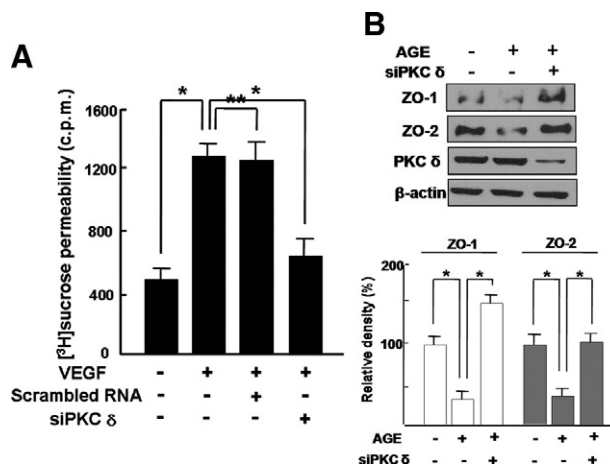 A
[³H]sucrose permeability (c.p.m.)
1600
1200
800
400
* ** *
VEGF - + + +
Scrambled RNA - - + -
siPKC δ - - - +
B
AGE - + +
siPKC δ - - +
ZO-1
ZO-2
PKC δ
β-actin
ZO-1 ZO-2
Relative density (%)
200
100
* * * *
AGE - + + - + +
siPKC δ - - + - - +